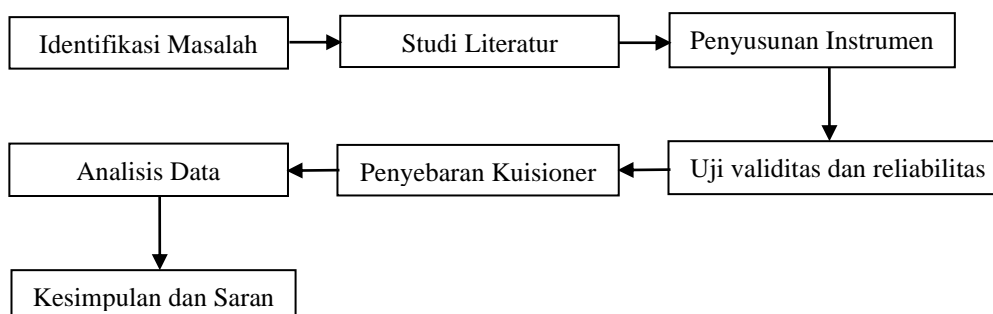 Identifikasi Masalah
Studi Literatur
Penyusunan Instrumen
Uji validitas dan reliabilitas
Penyebaran Kuisioner
Analisis Data
Kesimpulan dan Saran